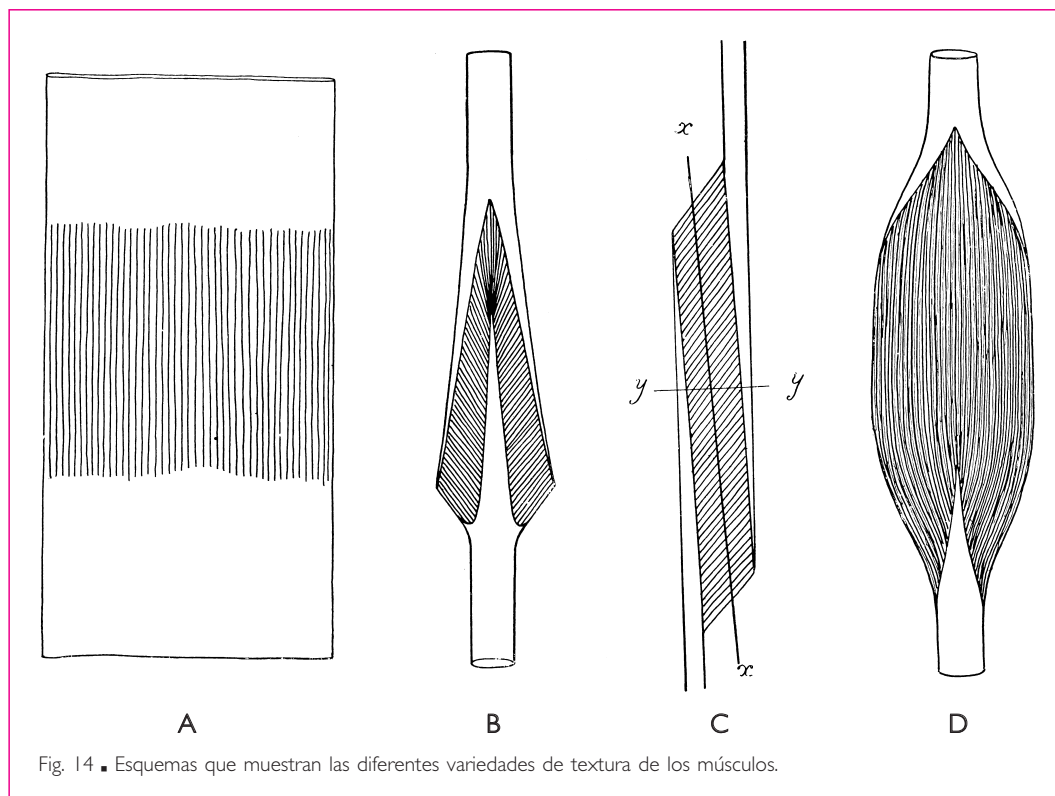 x
y y
x
A B C D
Fig. 14 ▪ Esquemas que muestran las diferentes variedades de textura de los músculos.